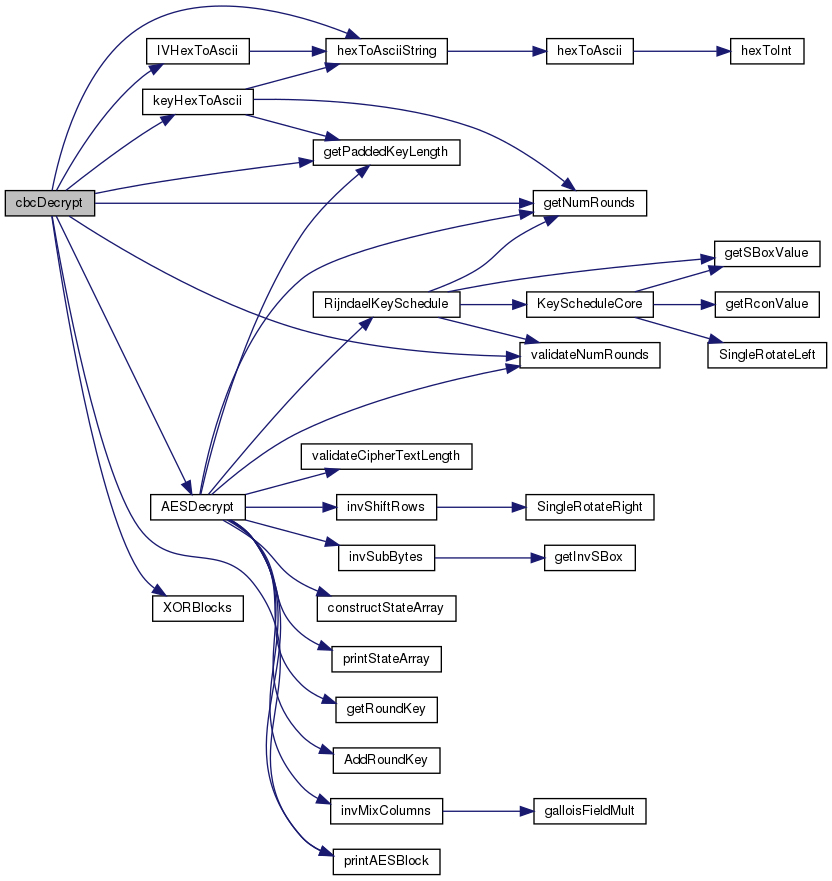 IVHexToAscii
hexToAsciiString
hexToAscii
hexToInt
keyHexToAscii
getPaddedKeyLength
cbcDecrypt
getNumRounds
getSBoxValue
RijndaelKeySchedule
KeyScheduleCore
getRconValue
validateNumRounds
SingleRotateLeft
validateCipherTextLength
AESDecrypt
invShiftRows
SingleRotateRight
invSubBytes
getInvSBox
XORBlocks
constructStateArray
printStateArray
getRoundKey
AddRoundKey
invMixColumns
galloisFieldMult
printAESBlock